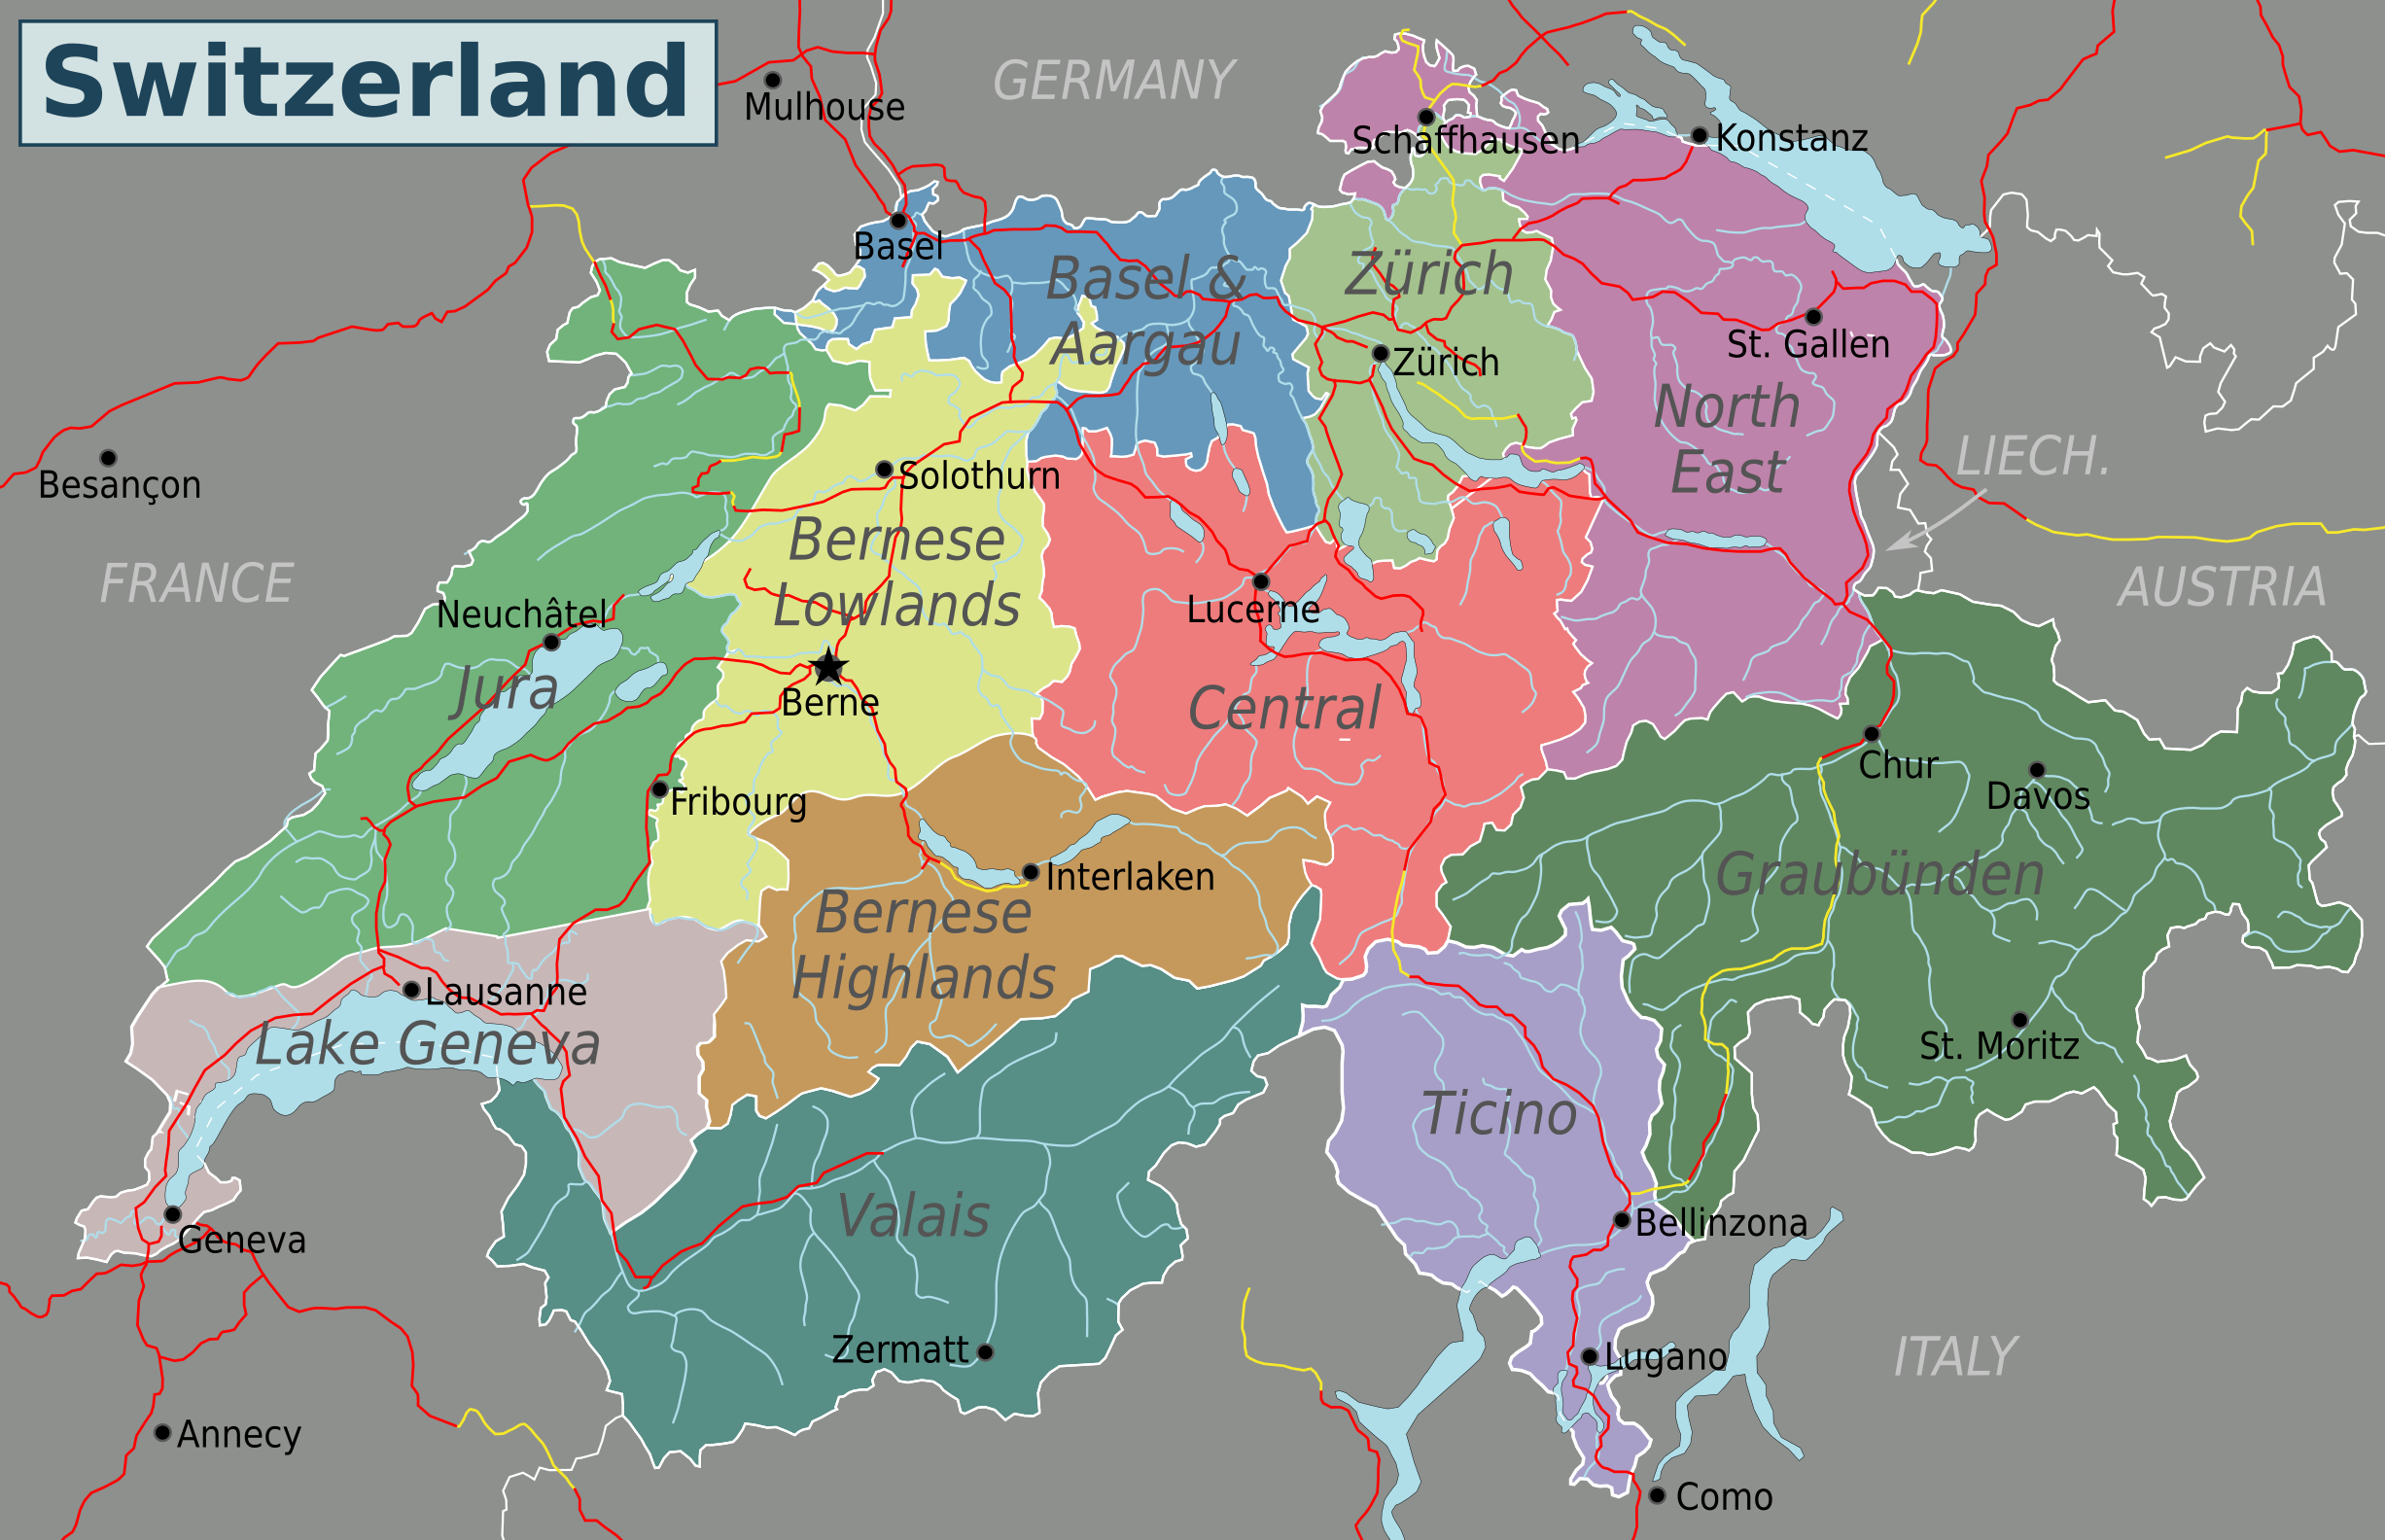 Switzerland
GERMANY
Mulhouse
Schaffhausen
Konstanz
Basel
Basel &
Aargau
Zürich
St. Gallen
Zürich
North
East
LIECH.
Besançon
Solothurn
Bernese
Lowlands
FRANCE
AUSTRIA
Neuchâtel
Lucerne
Jura
Berne
Central
Chur
Davos
Fribourg
Interlaken
Graubünden
Bernese
Highlands
Lausanne
Lake Geneva
St. Moritz
Ticino
Valais
Geneva
Bellinzona
Zermatt
Lugano
ITALY
Annecy
Como